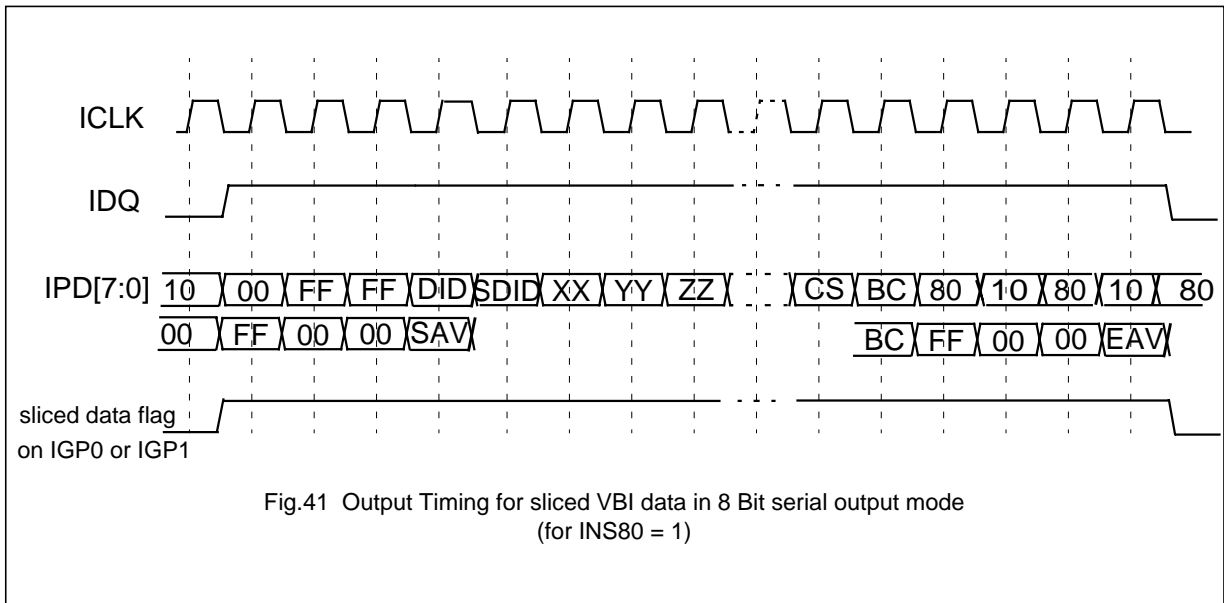 ICLK
IDQ
IPD[7:0] 10 00 FF FF DID SDID XX YY ZZ CS BC 80 10 80 10 80
00 FF 00 00 SAV BC FF 00 00 EAV
sliced data flag
on IGP0 or IGP1
Fig.41 Output Timing for sliced VBI data in 8 Bit serial output mode
(for INS80 = 1)